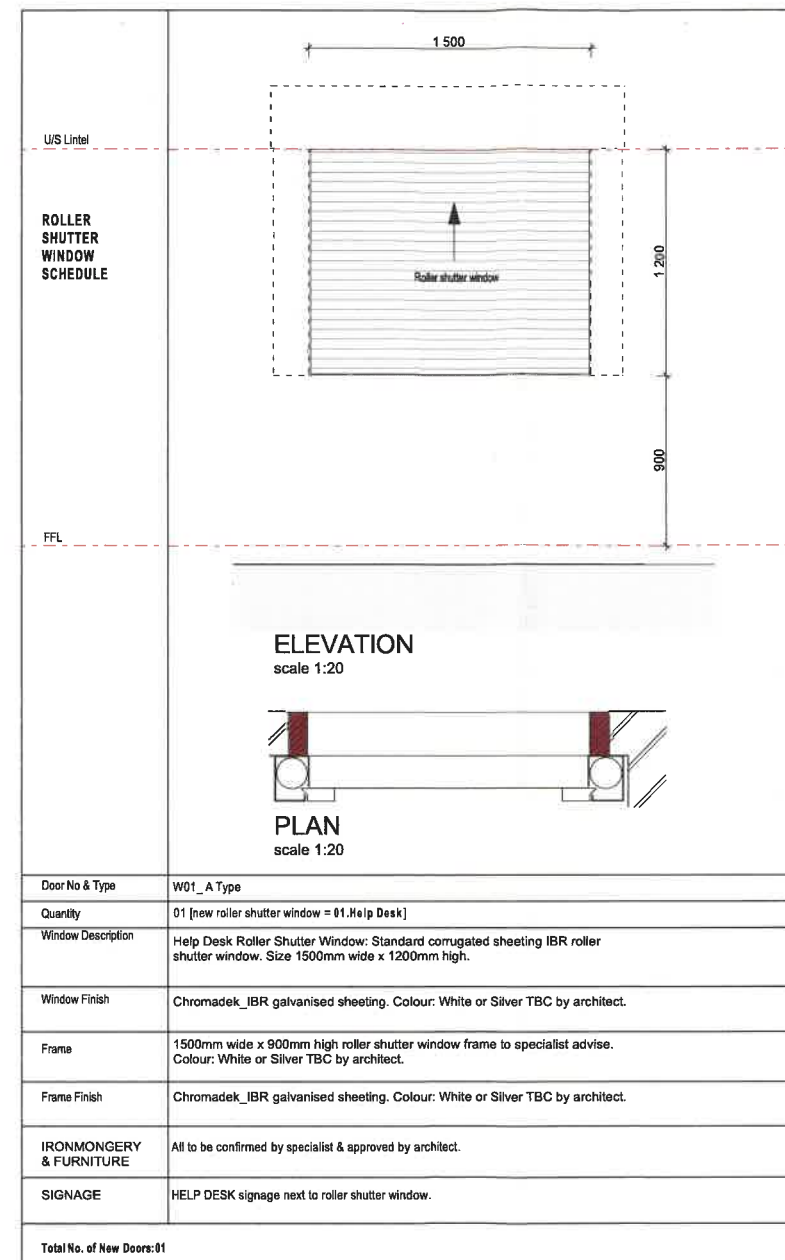 1 500
U/S Lintel
ROLLER
SHUTTER
WINDOW
SCHEDULE
Roller shutter window
1 200
900
FFL
ELEVATION
scale 1:20
PLAN
scale 1:20
Door No & Type W01_ A Type
Quantity 01 [new roller shutter window = 01.Help Desk]
Window Description Help Desk Roller Shutter Window: Standard corrugated sheeting IBR roller
shutter window. Size 1500mm wide x 1200mm high.
Window Finish Chromadek_IBR galvanised sheeting. Colour: White or Silver TBC by architect.
Frame 1500mm wide x 900mm high roller shutter window frame to specialist advise.
Colour: White or Silver TBC by architect.
Frame Finish Chromadek_IBR galvanised sheeting. Colour: White or Silver TBC by architect.
IRONMONGERY
& FURNITURE
All to be confirmed by specialist & approved by architect.
SIGNAGE HELP DESK signage next to roller shutter window.
Total No. of New Doors:01